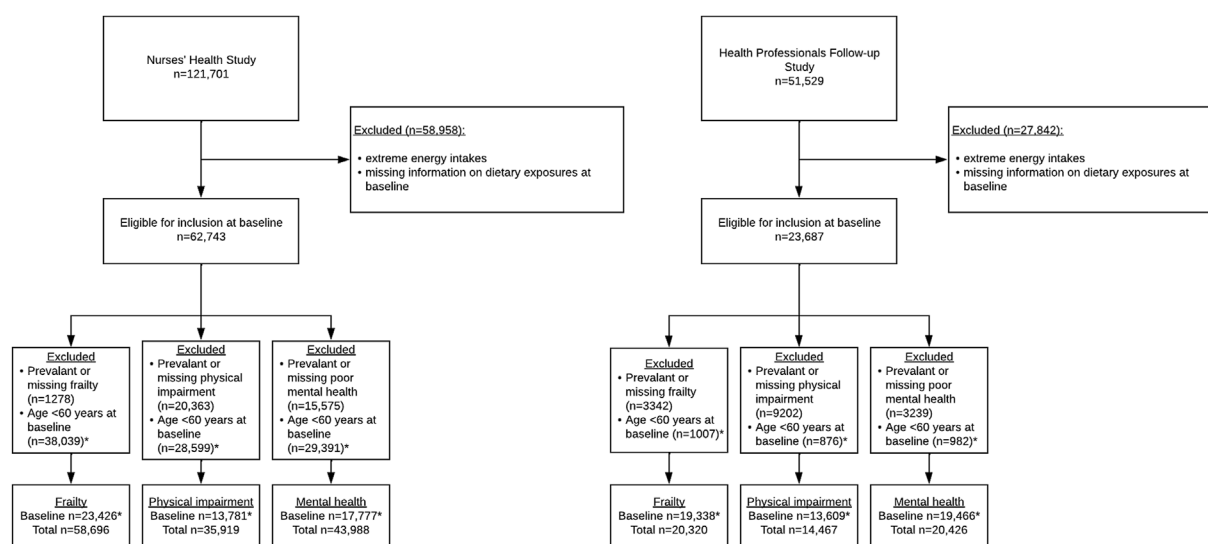 Nurses' Health Study
n=121,701
Excluded (n=58,958):
• extreme energy intakes
• missing information on dietary exposures at
baseline
Eligible for inclusion at baseline
n=62,743
Excluded
• Prevalant or
missing frailty
(n=1278)
• Age <60 years at
baseline
(n=38,039)*
Excluded
• Prevalant or
missing physical
impairment
(n=20,363)
• Age <60 years at
baseline
(n=28,599)*
Excluded
• Prevalant or
missing poor
mental health
(n=15,575)
• Age <60 years at
baseline
(n=29,391)*
Frailty
Baseline n=23,426*
Total n=58,696
Physical impairment
Baseline n=13,781*
Total n=35,919
Mental health
Baseline n=17,777*
Total n=43,988
Health Professionals Follow-up
Study
n=51,529
Excluded (n=27,842):
• extreme energy intakes
• missing information on dietary exposures at
baseline
Eligible for inclusion at baseline
n=23,687
Excluded
• Prevalant or
missing frailty
(n=3342)
• Age <60 years at
baseline (n=1007)*
Excluded
• Prevalant or
missing physical
impairment
(n=9202)
• Age <60 years at
baseline (n=876)*
Excluded
• Prevalant or
missing poor
mental health
(n=3239)
• Age <60 years at
baseline (n=982)*
Frailty
Baseline n=19,338*
Total n=20,320
Physical impairment
Baseline n=13,609*
Total n=14,467
Mental health
Baseline n=19,466*
Total n=20,426